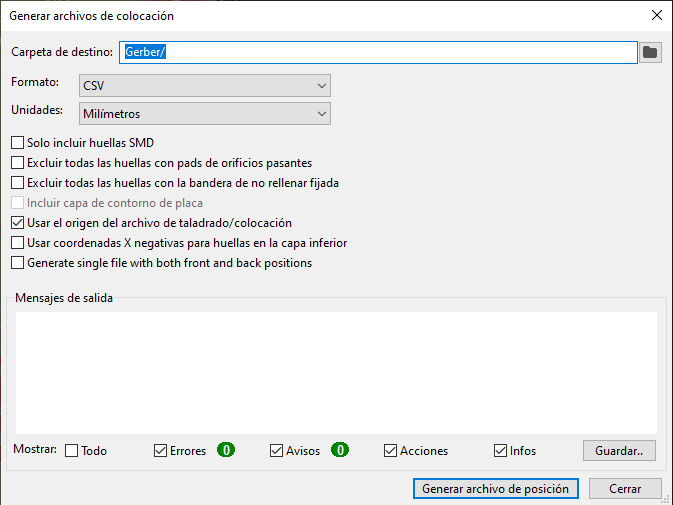 Generar archivos de colocación
Carpeta de destino: Gerber/
Formato: CSV
Unidades: Milímetros
Solo incluir huellas SMD
Excluir todas las huellas con pads de orificios pasantes
Excluir todas las huellas con la bandera de no rellenar fijada
Incluir capa de contorno de placa
Usar el origen del archivo de taladrado/colocación
Usar coordenadas X negativas para huellas en la capa inferior
Generate single file with both front and back positions
Mensajes de salida
Mostrar: Todo Errores 0 Avisos 0 Acciones Infos Guardar..
Generar archivo de posición Cerrar